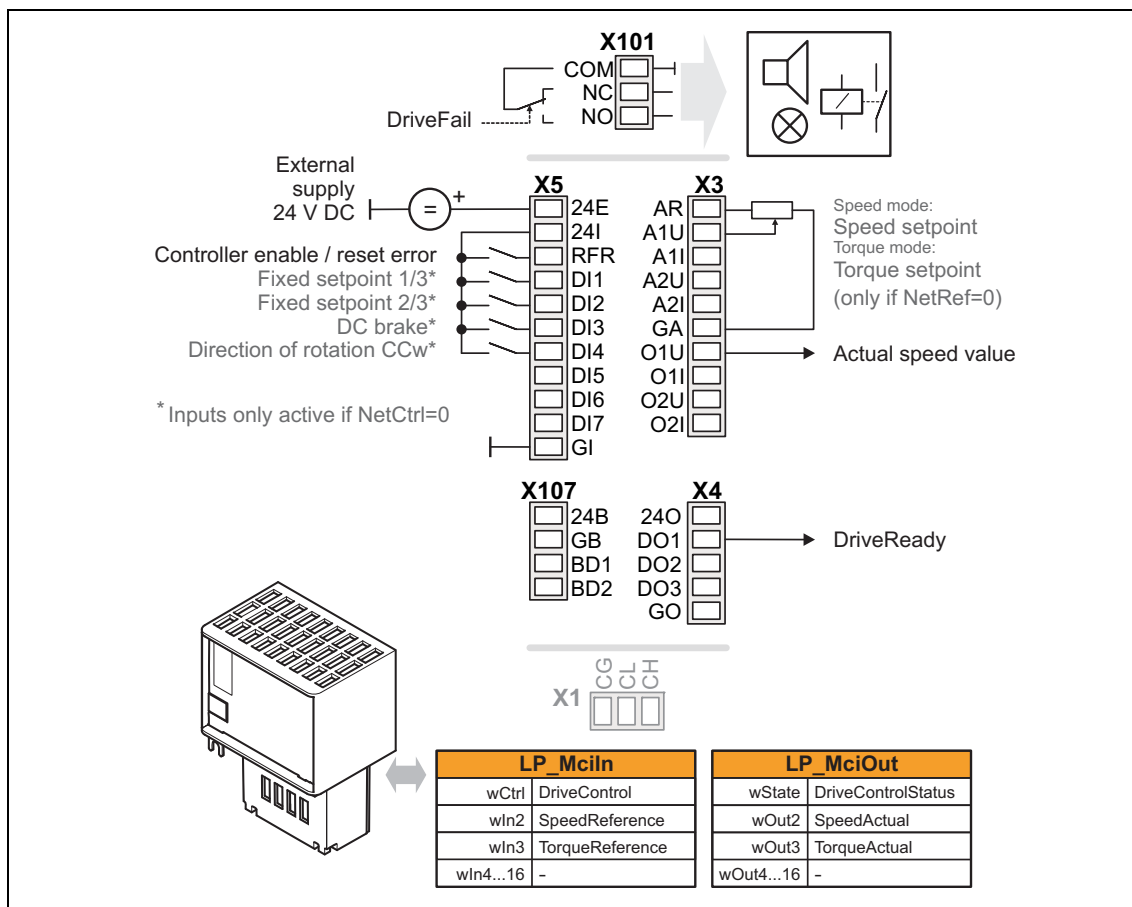 X101
COM
NC
NO
DriveFail
External
supply
24 V DC
=
+
X5
24E
24I
RFR
DI1
DI2
DI3
DI4
DI5
DI6
DI7
GI
Controller enable / reset error
Fixed setpoint 1/3*
Fixed setpoint 2/3*
DC brake*
Direction of rotation CCw*
* Inputs only active if NetCtrl=0
X3
AR
A1U
A1I
A2U
A2I
GA
O1U
O1I
O2U
O2I
Speed mode:
Speed setpoint
Torque mode:
Torque setpoint
(only if NetRef=0)
Actual speed value
X107
24B
GB
BD1
BD2
X4
24O
DO1
DO2
DO3
GO
DriveReady
X1
CG
CL
CH
LP_MciIn
wCtrl DriveControl
wIn2 SpeedReference
wIn3 TorqueReference
wIn4...16 -
LP_MciOut
wState DriveControlStatus
wOut2 SpeedActual
wOut3 TorqueActual
wOut4...16 -